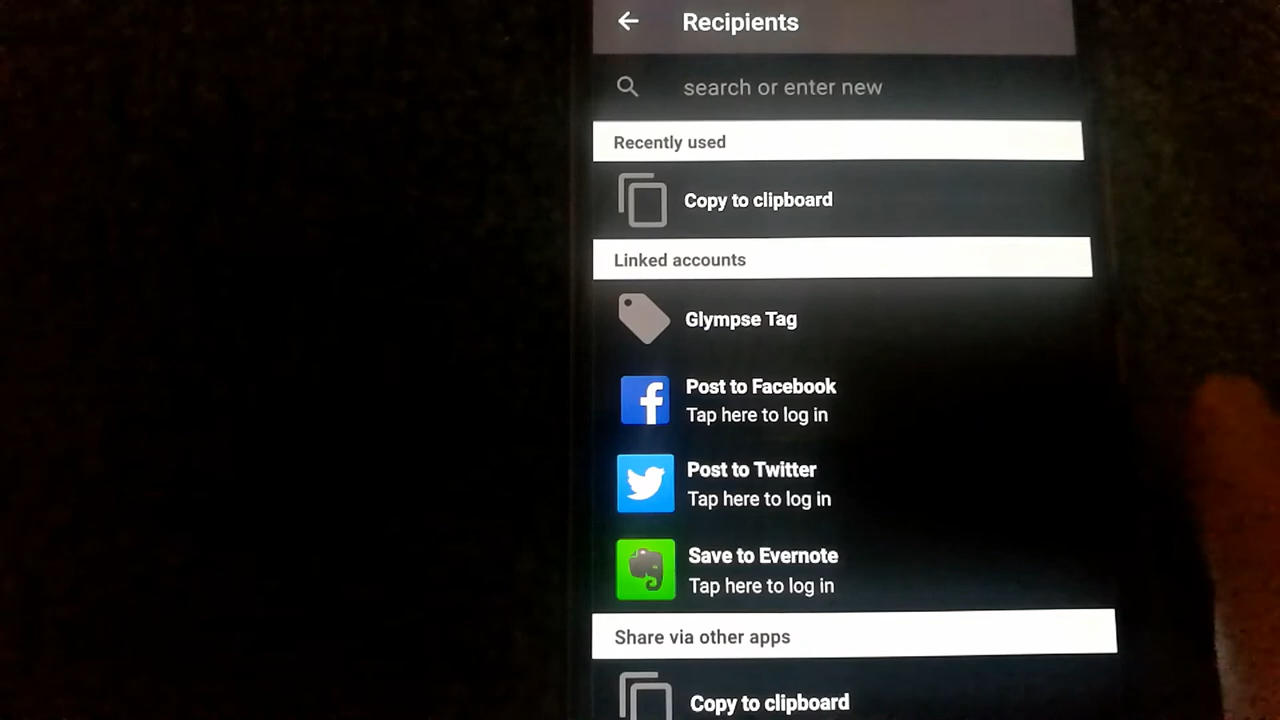 Recipients
search or enter new
Recently used
Copy to clipboard
Linked accounts
Glympse Tag
Post to Facebook
Tap here to log in
Post to Twitter
Tap here to log in
Save to Evernote
Tap here to log in
Share via other apps
Copy to clipboard